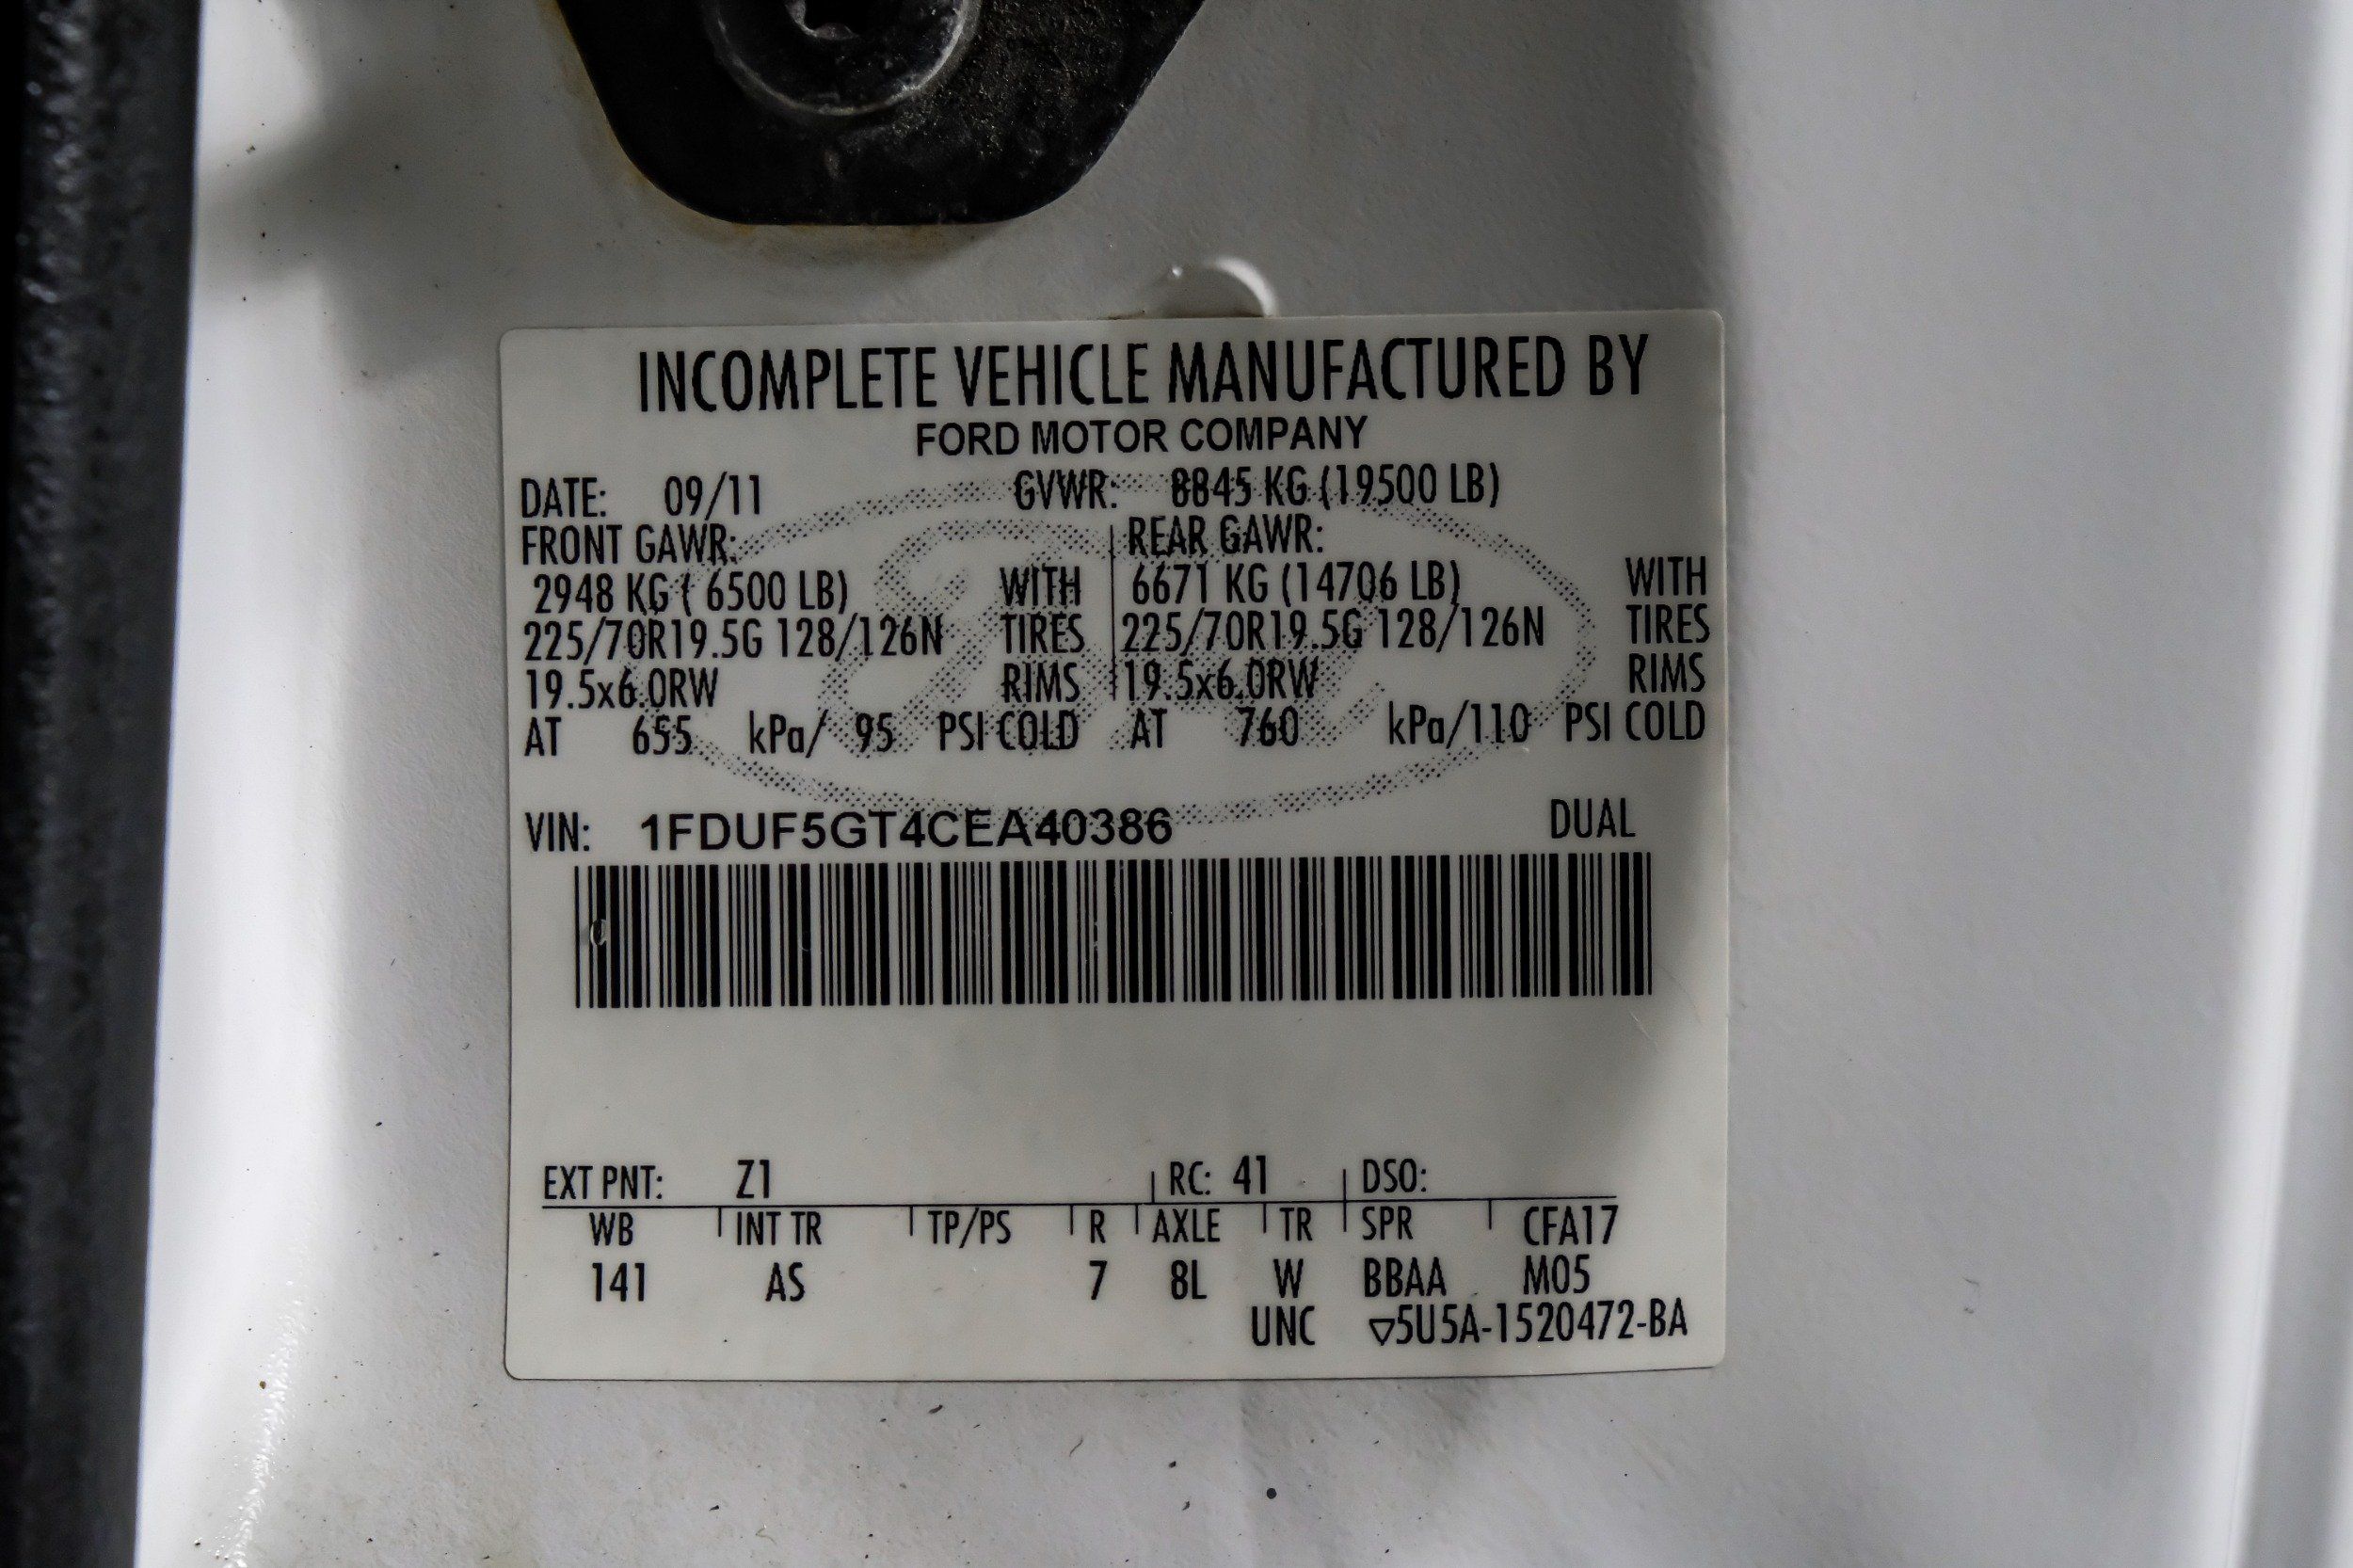 INCOMPLETE VEHICLE MANUFACTURED BY
FORD MOTOR COMPANY
DATE: 09/11 GVWR: 8845 KG (19500 LB)
FRONT GAWR: REAR GAWR:
2948 KG ( 6500 LB) WITH 6671 KG (14706 LB) WITH
225/70R19.5G 128/126N TIRES 225/70R19.5G 128/126N TIRES
19.5x6.0RW RIMS 19.5x6.0RW RIMS
AT 655 kPa/ 95 PSI COLD AT 760 kPa/110 PSI COLD
VIN: 1FDUF5GT4CEA40386 DUAL
EXT PNT: Z1 RC: 41 DSO:
WB INT TR TP/PS R AXLE TR SPR CFA17
141 AS 7 8L W BBAA M05
UNC ▽5U5A-1520472-BA